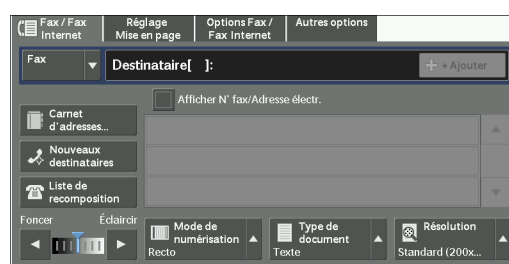 Fax / Fax Internet
Réglage Mise en page
Options Fax / Fax Internet
Autres options
Fax
Destinataire[ ]:
+ Ajouter
Afficher N° fax/Adresse électr.
Carnet d'adresses...
Nouveaux destinataires
Liste de recomposition
Foncer
Éclaircir
Mode de numérisation
Recto
Type de document
Texte
Résolution
Standard (200x...